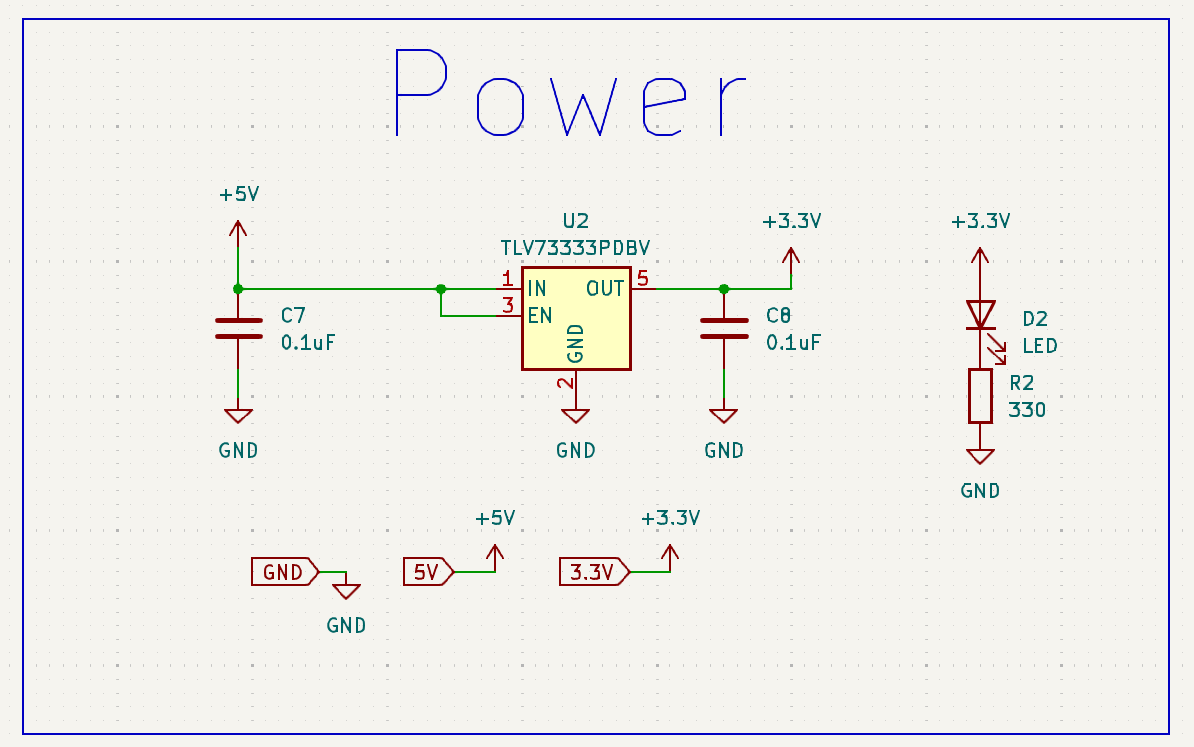 Power
+5V
U2
TLV73333PDBV
+3.3V
+3.3V
1
IN
OUT
5
3
EN
GND
2
C7
0.1uF
C8
0.1uF
D2
LED
R2
330
GND
GND
GND
GND
+5V
+3.3V
GND
5V
3.3V
GND